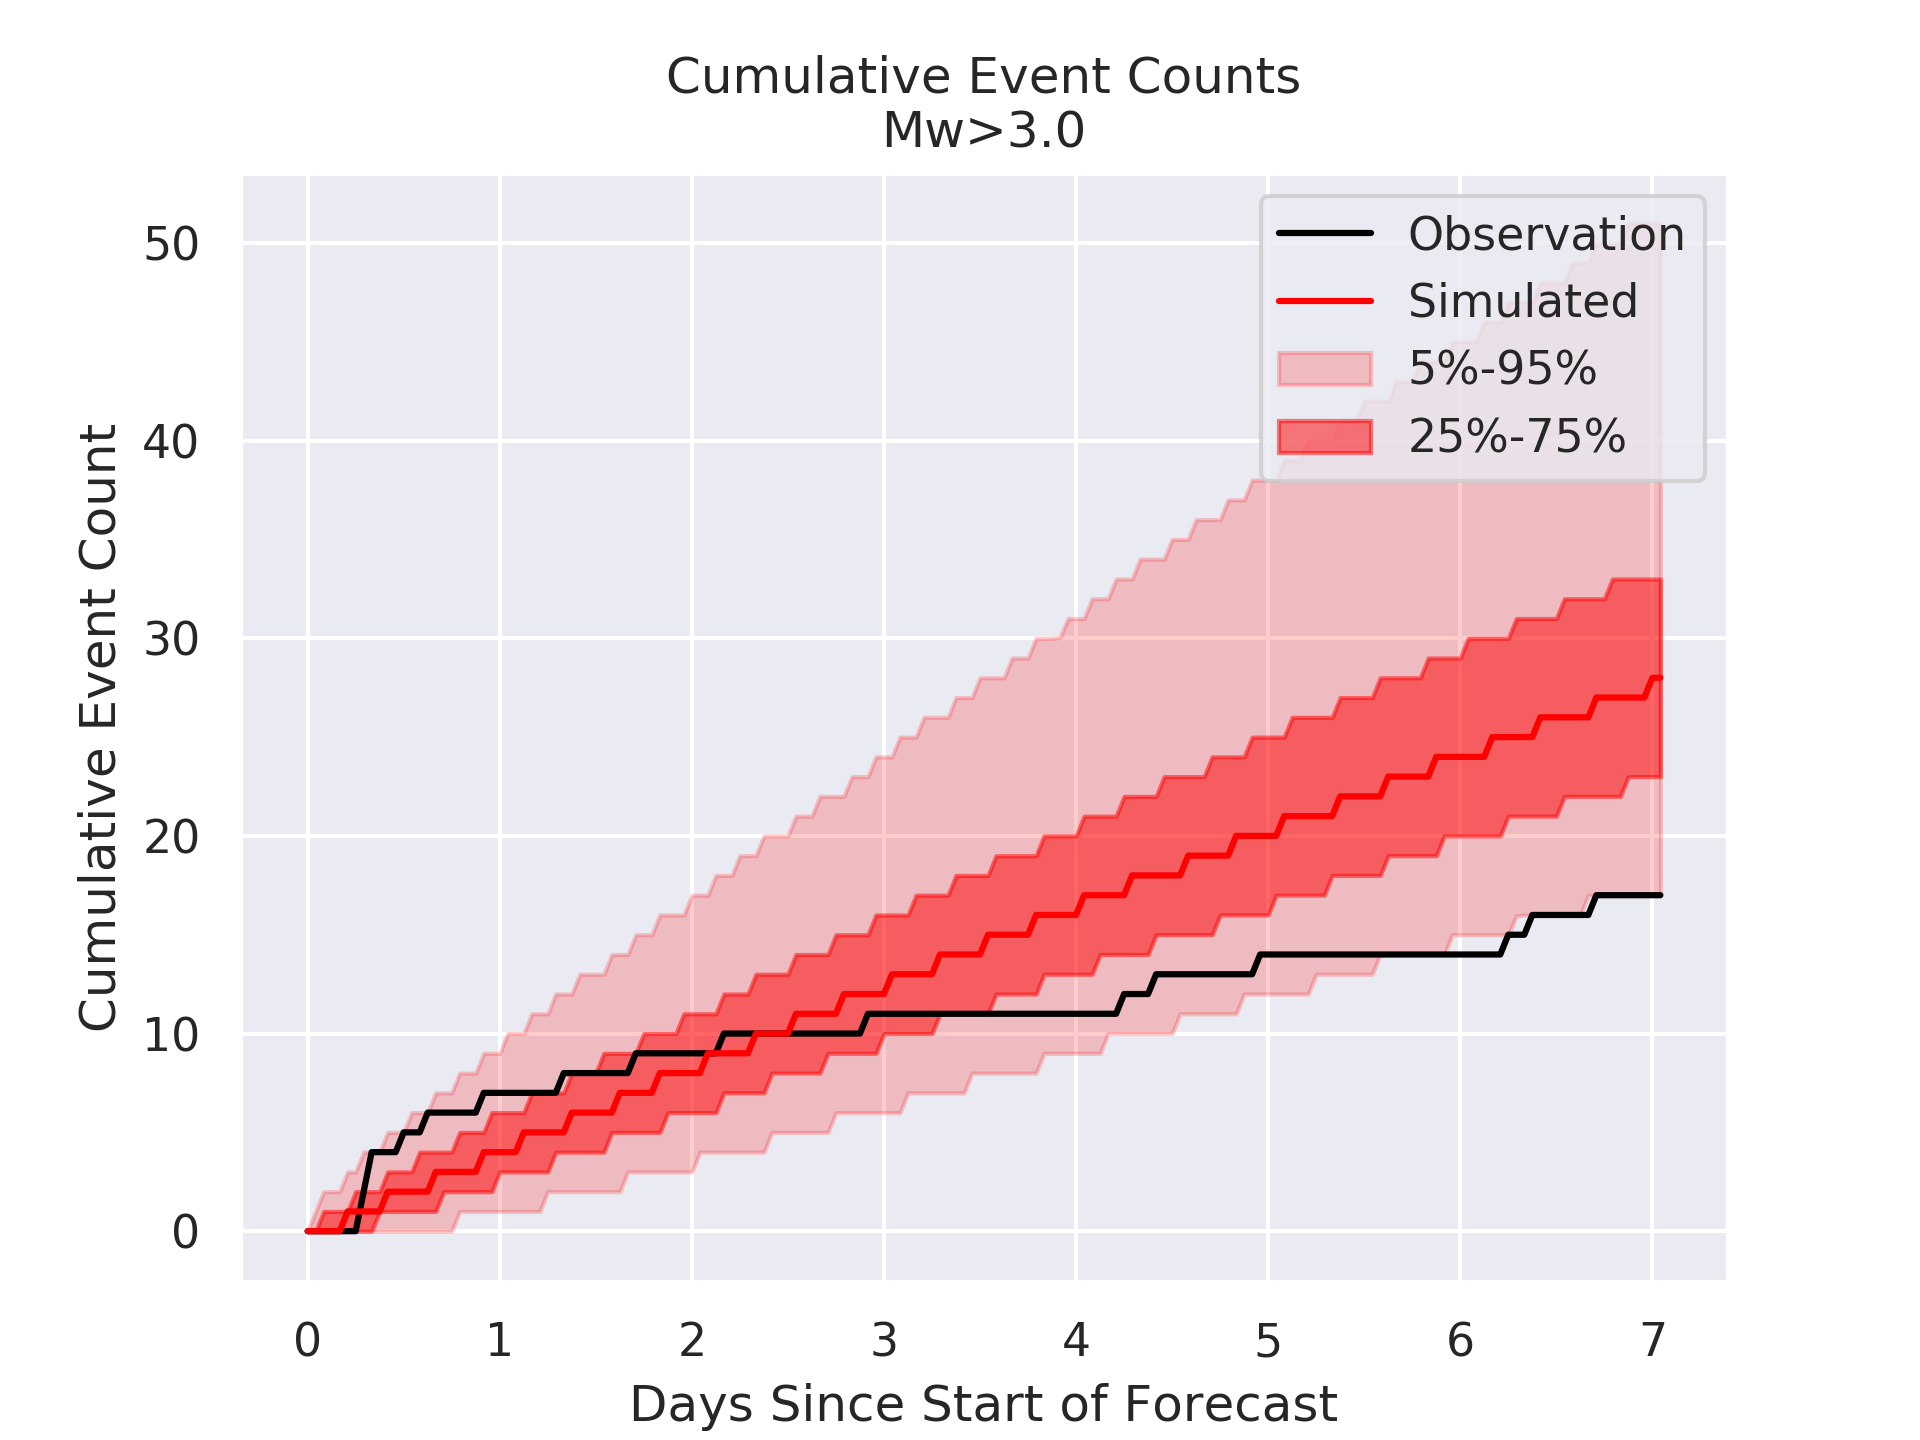 Cumulative Event Counts
Mw>3.0
Cumulative Event Count
50
40
30
20
10
0
Observation
Simulated
5%-95%
25%-75%
0 1 2 3 4 5 6 7
Days Since Start of Forecast